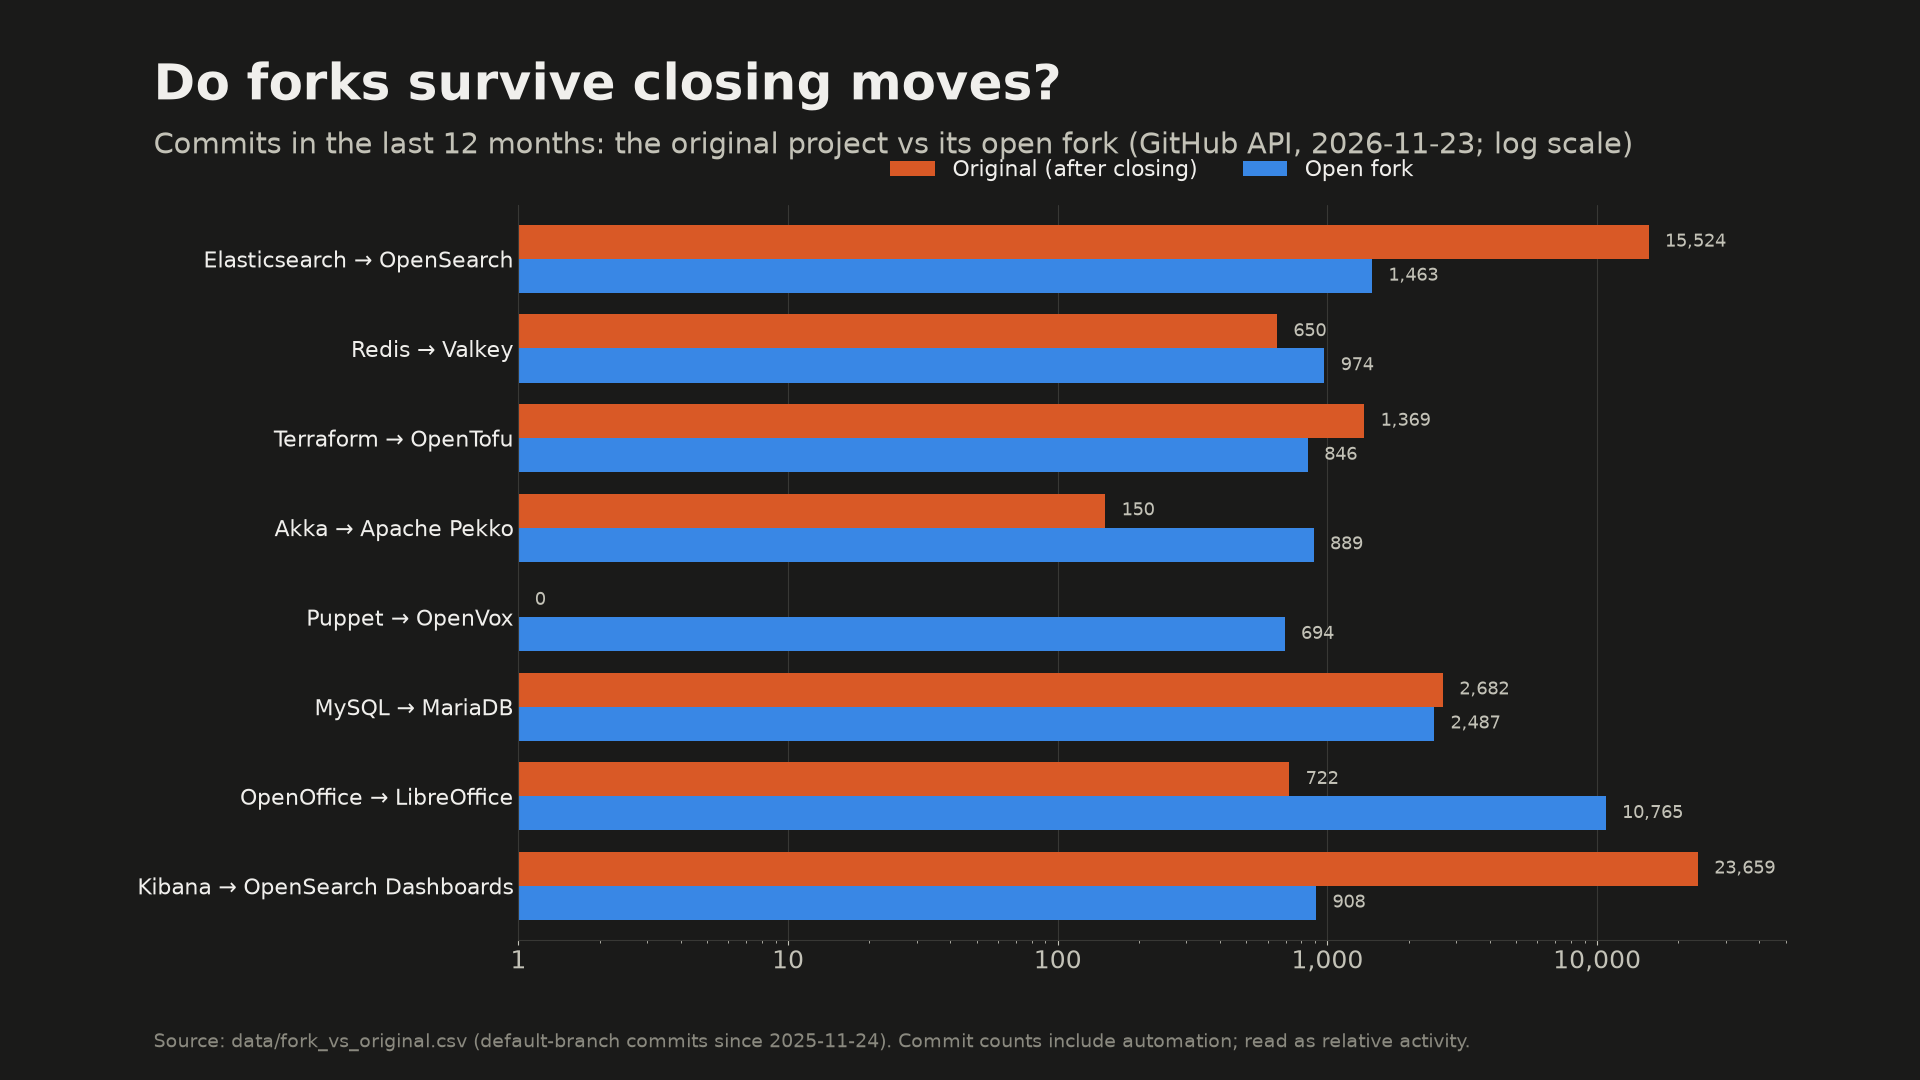 Do forks survive closing moves?
Commits in the last 12 months: the original project vs its open fork (GitHub API, 2026-11-23; log scale)
Original (after closing) Open fork
Elasticsearch → OpenSearch
15,524
1,463
Redis → Valkey
650
974
Terraform → OpenTofu
1,369
846
Akka → Apache Pekko
150
889
Puppet → OpenVox
0
694
MySQL → MariaDB
2,682
2,487
OpenOffice → LibreOffice
722
10,765
Kibana → OpenSearch Dashboards
23,659
908
1 10 100 1,000 10,000
Source: data/fork_vs_original.csv (default-branch commits since 2025-11-24). Commit counts include automation; read as relative activity.